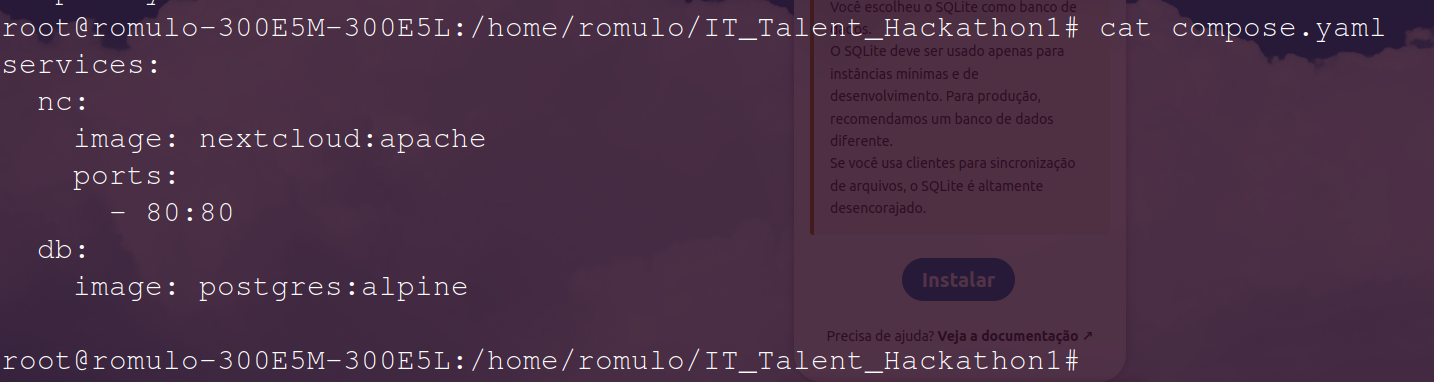 Você escolheu o SQLite como banco de
root@romulo-300E5M-300E5L:/home/romulo/IT_Talent_Hackathon1# cat compose.yaml
services:
  nc:
    image: nextcloud:apache
    ports:
      - 80:80
  db:
    image: postgres:alpine

root@romulo-300E5M-300E5L:/home/romulo/IT_Talent_Hackathon1#
O SQLite deve ser usado apenas para
instâncias mínimas e de
desenvolvimento. Para produção,
recomendamos um banco de dados
diferente.
Se você usa clientes para sincronização
de arquivos, o SQLite é altamente
desencorajado.
Instalar
Precisa de ajuda? Veja a documentação ↗